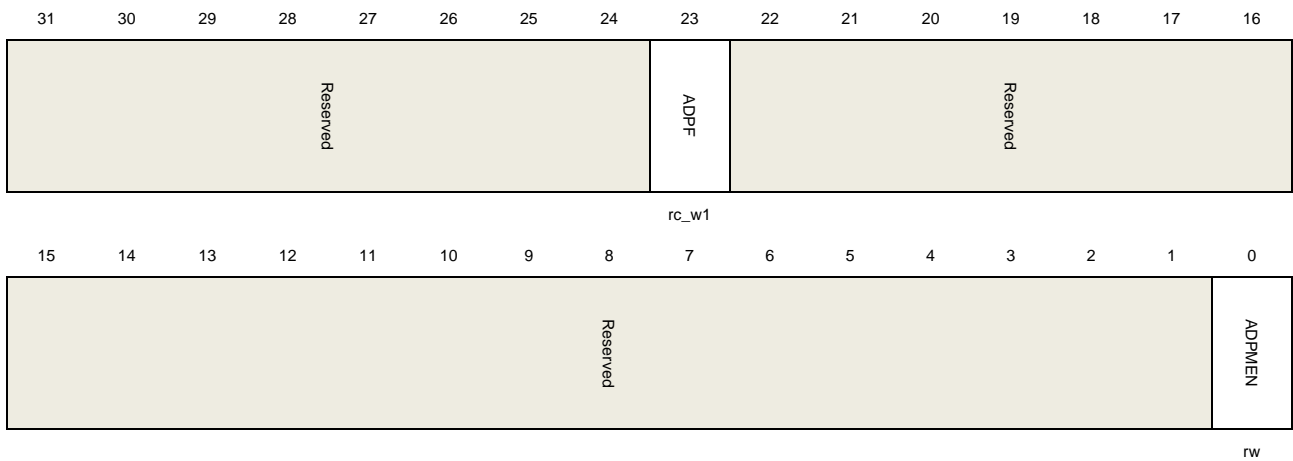 31 30 29 28 27 26 25 24 23 22 21 20 19 18 17 16
Reserved ADPF Reserved
rc_w1
15 14 13 12 11 10 9 8 7 6 5 4 3 2 1 0
Reserved ADPMEN
rw